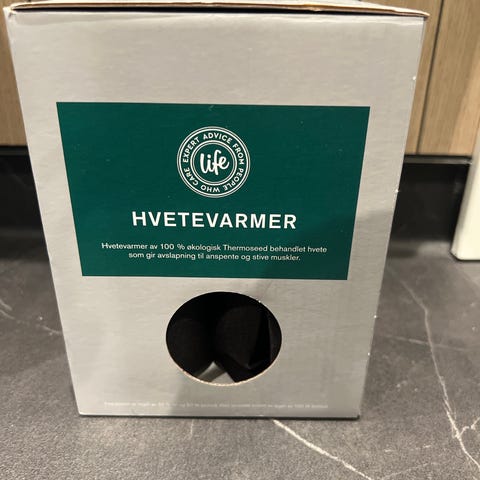 EXPERT ADVICE FROM PEOPLE WHO CARE
life
HVETEVARMER
Hvetevarmer av 100 % økologisk Thermoseed behandlet hvete
som gir avslapning til anspente og stive muskler.